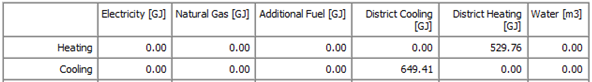 Electricity [GJ] Natural Gas [GJ] Additional Fuel [GJ] District Cooling [GJ] District Heating [GJ] Water [m3]
Heating 0.00 0.00 0.00 0.00 529.76 0.00
Cooling 0.00 0.00 0.00 649.41 0.00 0.00